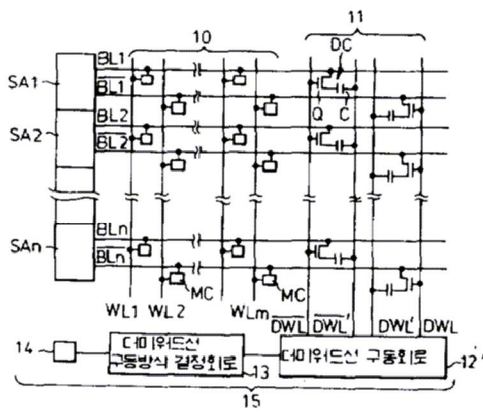 10
11
DC
SA1
BL1
BL1
Q
C
SA2
BL2
BL2
SAn
BLn
BLn
MC
MC
WL1 WL2 WLm DWL DWL' DWL' DWL
14
더미워드선
구동방식 결정회로
13
더미워드선 구동회로
12'
15